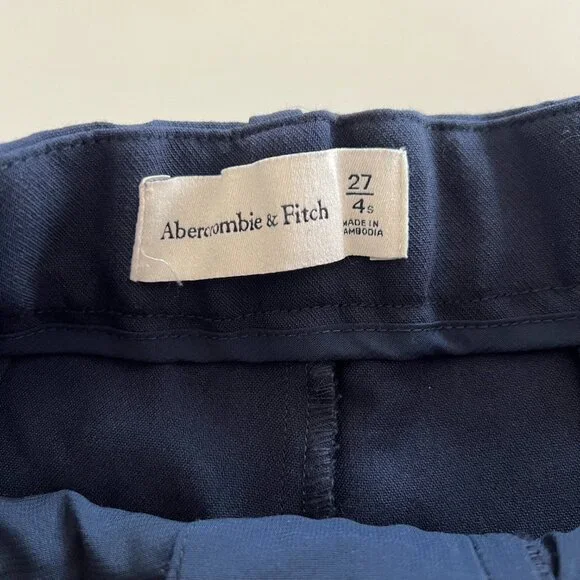 Abercrombie & Fitch
27
4s
MADE IN
CAMBODIA